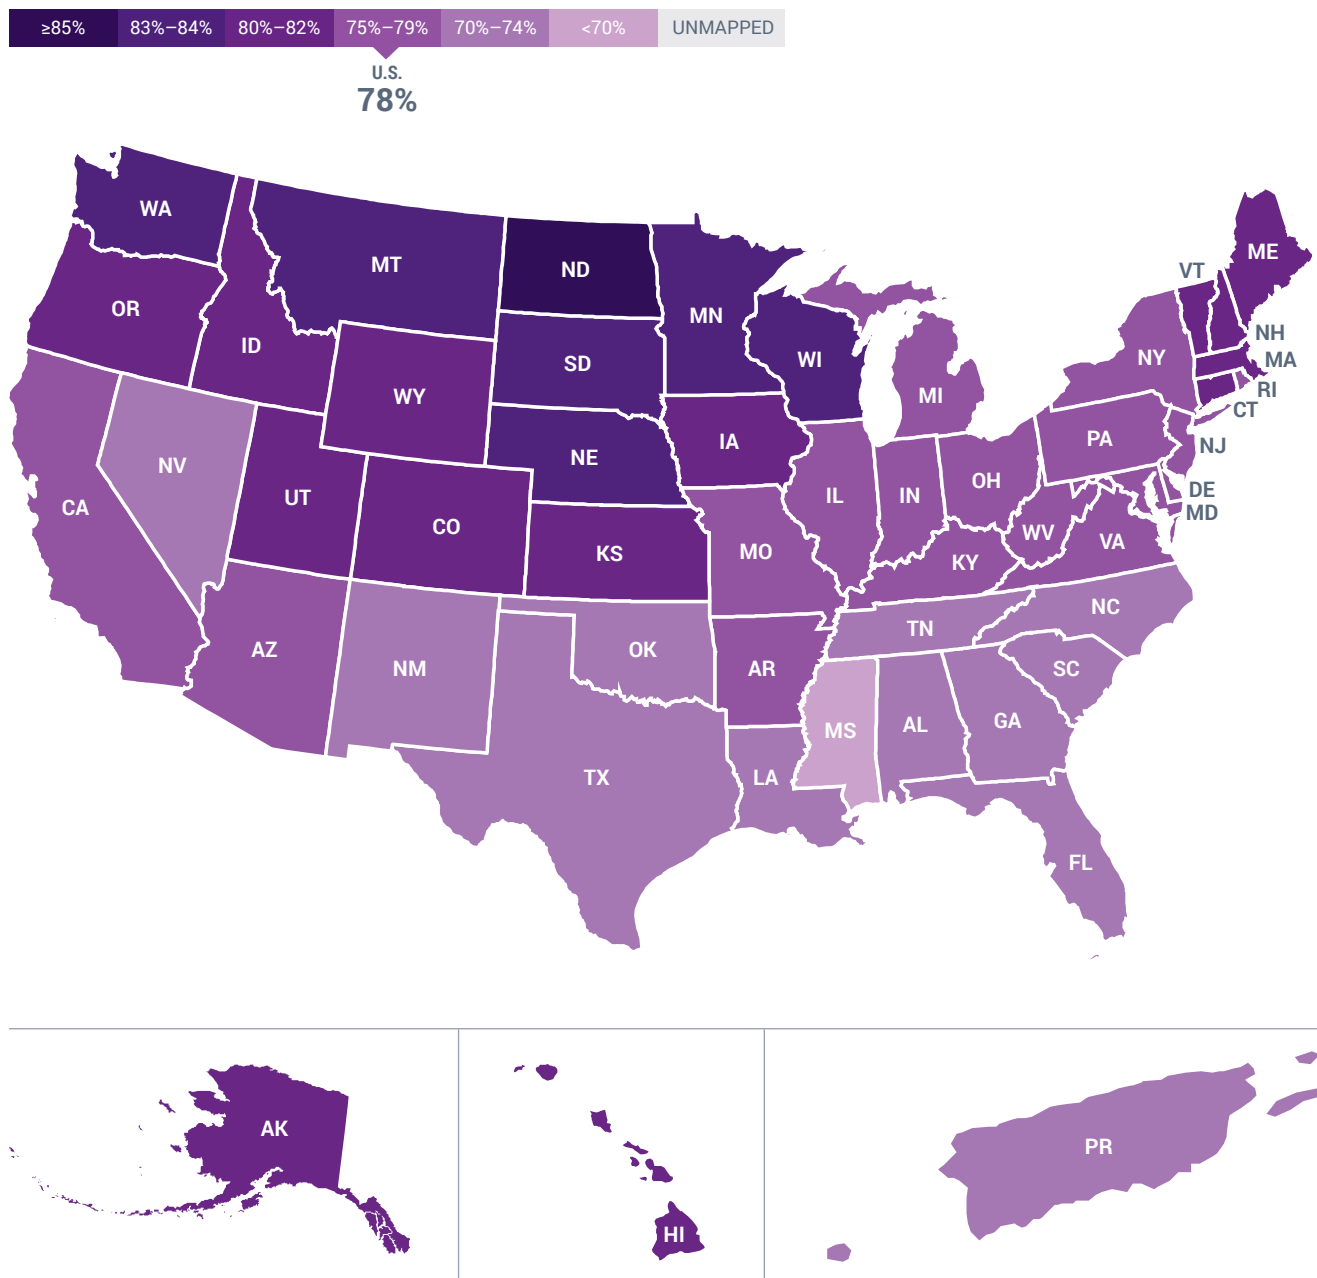 ≥85% 83%–84% 80%–82% 75%–79% 70%–74% <70% UNMAPPED
U.S.
78%
WA
MT
ND
MN
ME
VT
OR
ID
SD
WI
NH
NY
MA
WY
MI
RI
CT
IA
PA
NJ
NE
NV
UT
CA
CO
IL
IN
OH
DE
MD
KS
MO
WV
VA
KY
NC
TN
AZ
NM
OK
AR
SC
MS
AL
GA
TX
LA
FL
AK
HI
PR